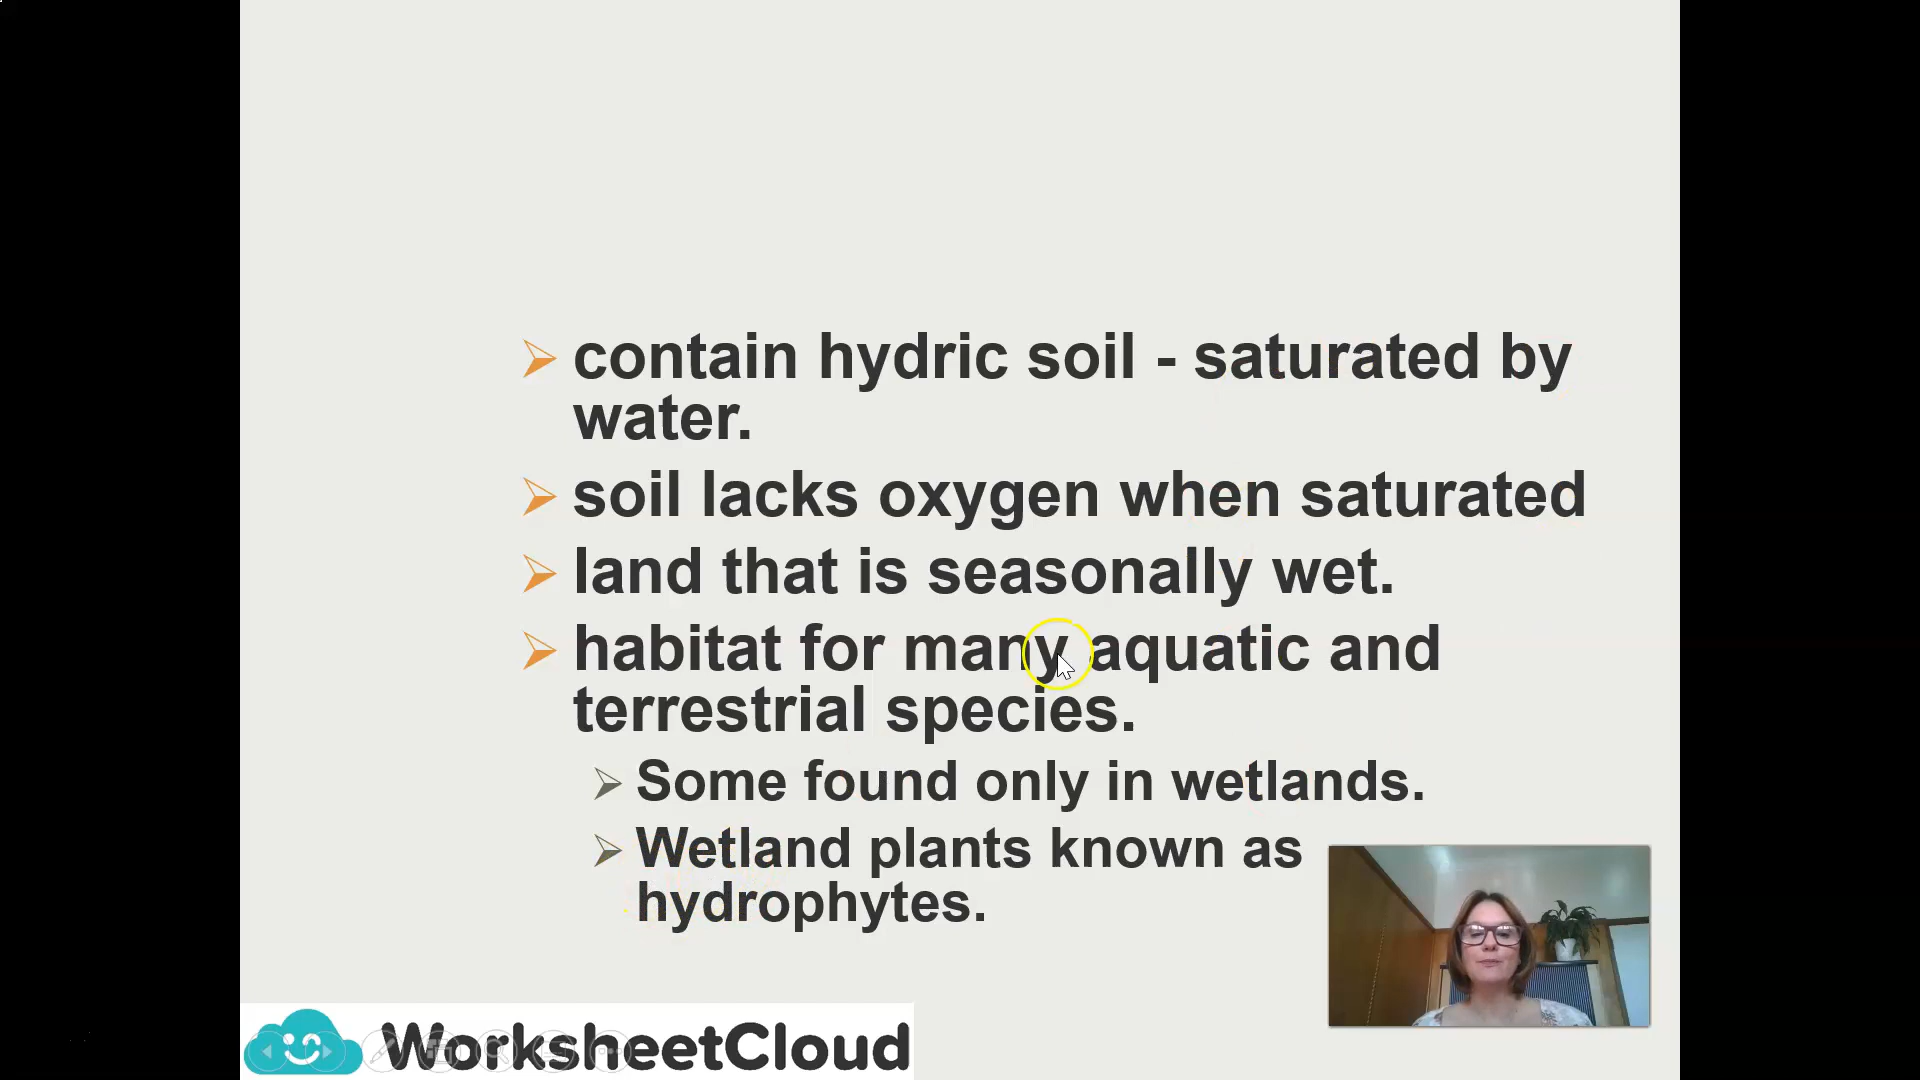 contain hydric soil - saturated by
water.
soil lacks oxygen when saturated
land that is seasonally wet.
habitat for many aquatic and
terrestrial species.
Some found only in wetlands.
Wetland plants known as
hydrophytes.
WorksheetCloud